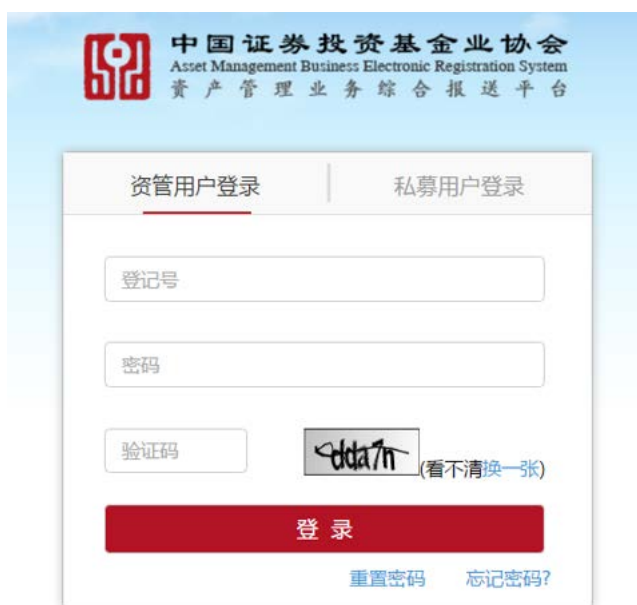 中国证券投资基金业协会
Asset Management Business Electronic Registration System
资产管理业务综合报送平台
资管用户登录
私募用户登录
登记号
密码
验证码
(看不清换一张)
登 录
重置密码 忘记密码?